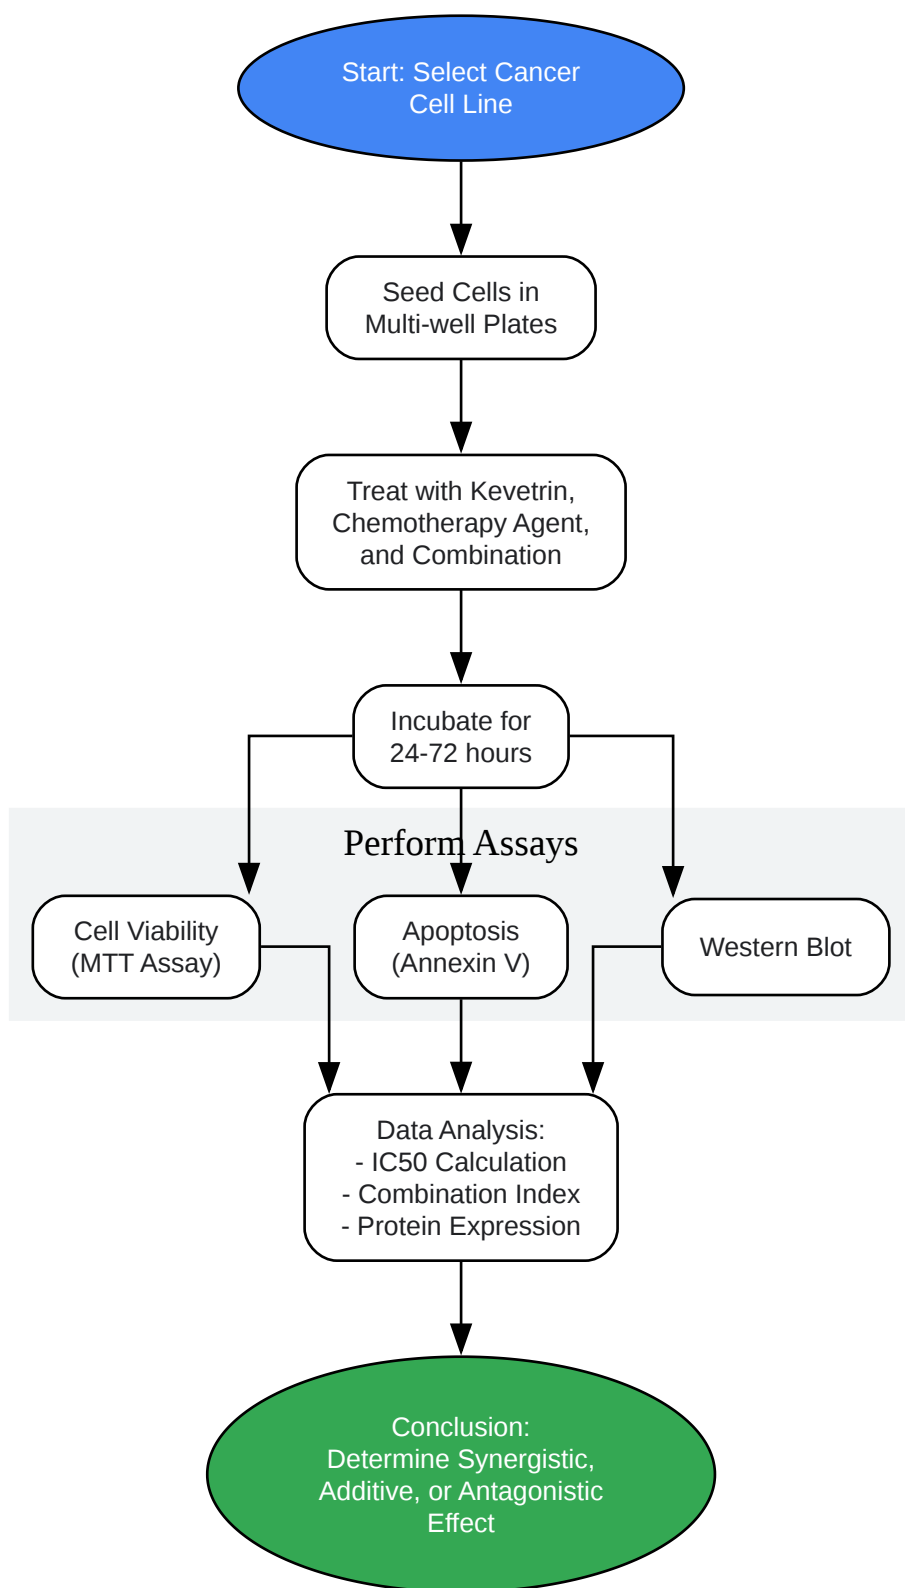 Start: Select Cancer
Cell Line
Seed Cells in
Multi-well Plates
Treat with Kevetrin,
Chemotherapy Agent,
and Combination
Incubate for
24-72 hours
Perform Assays
Cell Viability
(MTT Assay)
Apoptosis
(Annexin V)
Western Blot
Data Analysis:
- IC50 Calculation
- Combination Index
- Protein Expression
Conclusion:
Determine Synergistic,
Additive, or Antagonistic
Effect